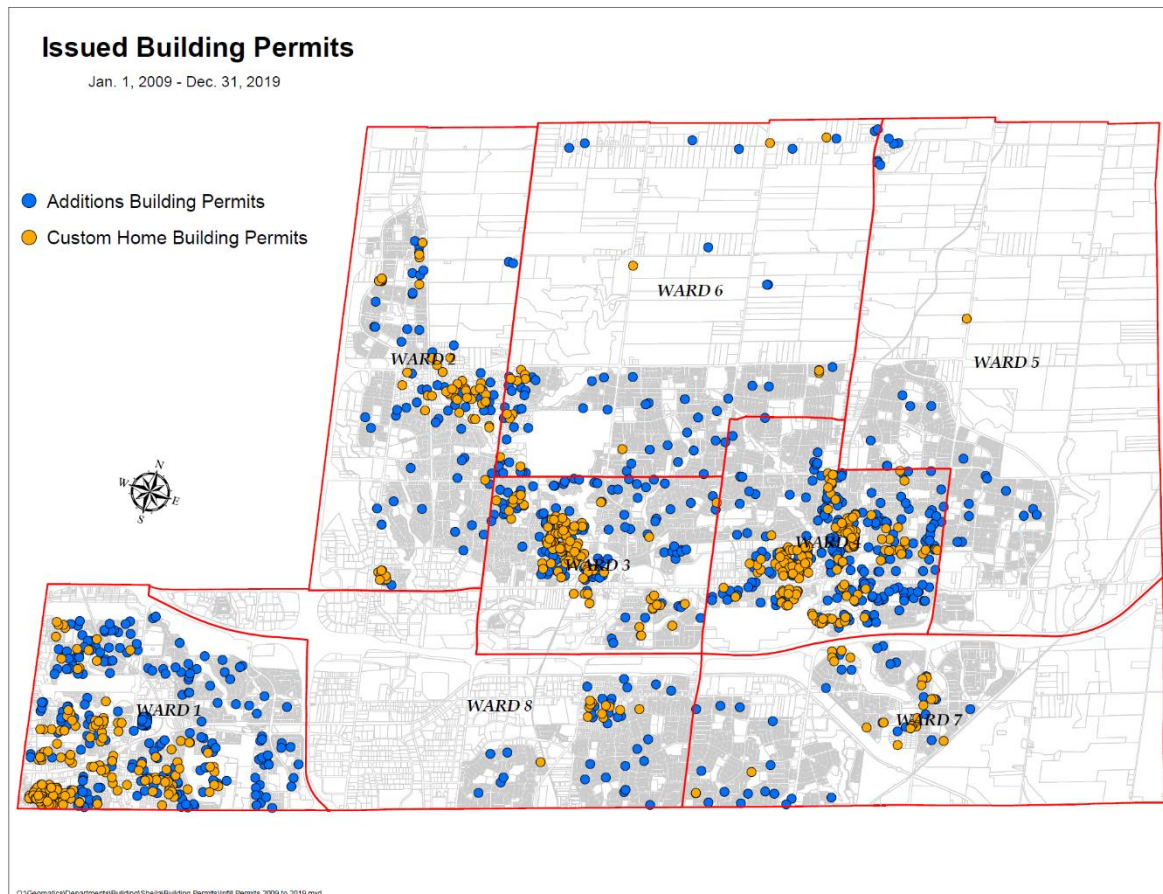 Issued Building Permits
Jan. 1, 2009 - Dec. 31, 2019
Additions Building Permits
Custom Home Building Permits
WARD 6
WARD 5
WARD 2
N
W
E
S
WARD 4
WARD 3
WARD 8
WARD 1
WARD 7